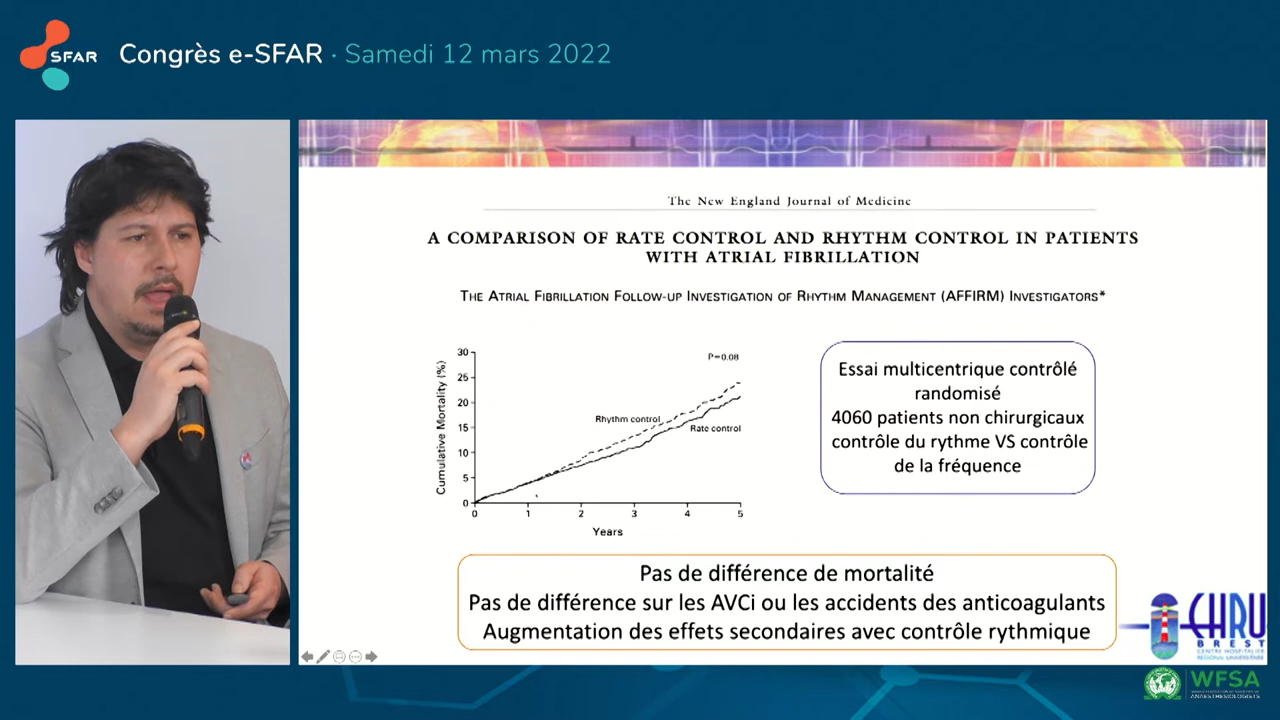 SFAR
Congrès e-SFAR · Samedi 12 mars 2022
The New England Journal of Medicine
A COMPARISON OF RATE CONTROL AND RHYTHM CONTROL IN PATIENTS
WITH ATRIAL FIBRILLATION
THE ATRIAL FIBRILLATION FOLLOW-UP INVESTIGATION OF RHYTHM MANAGEMENT (AFFIRM) INVESTIGATORS*
Cumulative Mortality (%)
30
25
20
15
10
5
0
P=0.08
Rhythm control
Rate control
0 1 2 3 4 5
Years
Essai multicentrique contrôlé
randomisé
4060 patients non chirurgicaux
contrôle du rythme VS contrôle
de la fréquence
Pas de différence de mortalité
Pas de différence sur les AVCi ou les accidents des anticoagulants
Augmentation des effets secondaires avec contrôle rythmique
CHRU
BREST
CENTRE HOSPITALIER
RÉGIONAL UNIVERSITAIRE
WFSA
ANAESTHESIOLOGISTS